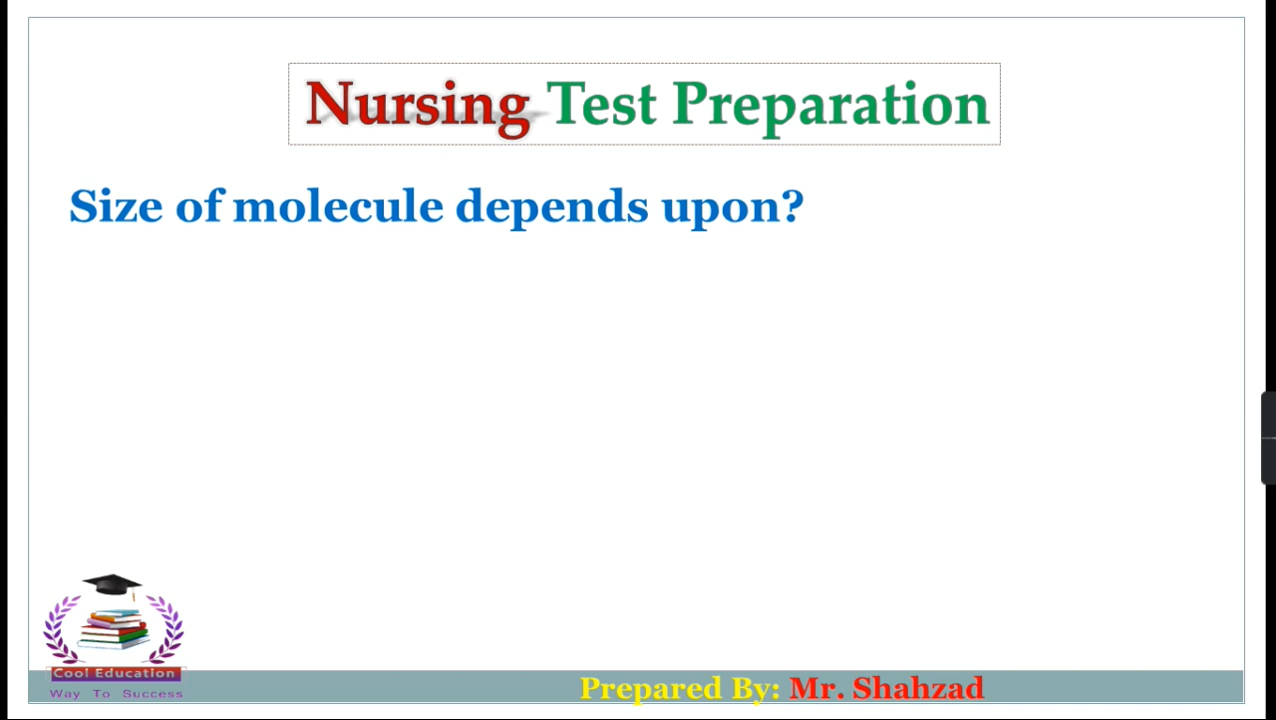 Nursing Test Preparation
Size of molecule depends upon?
Cool Education
Way To Success
Prepared By: Mr. Shahzad